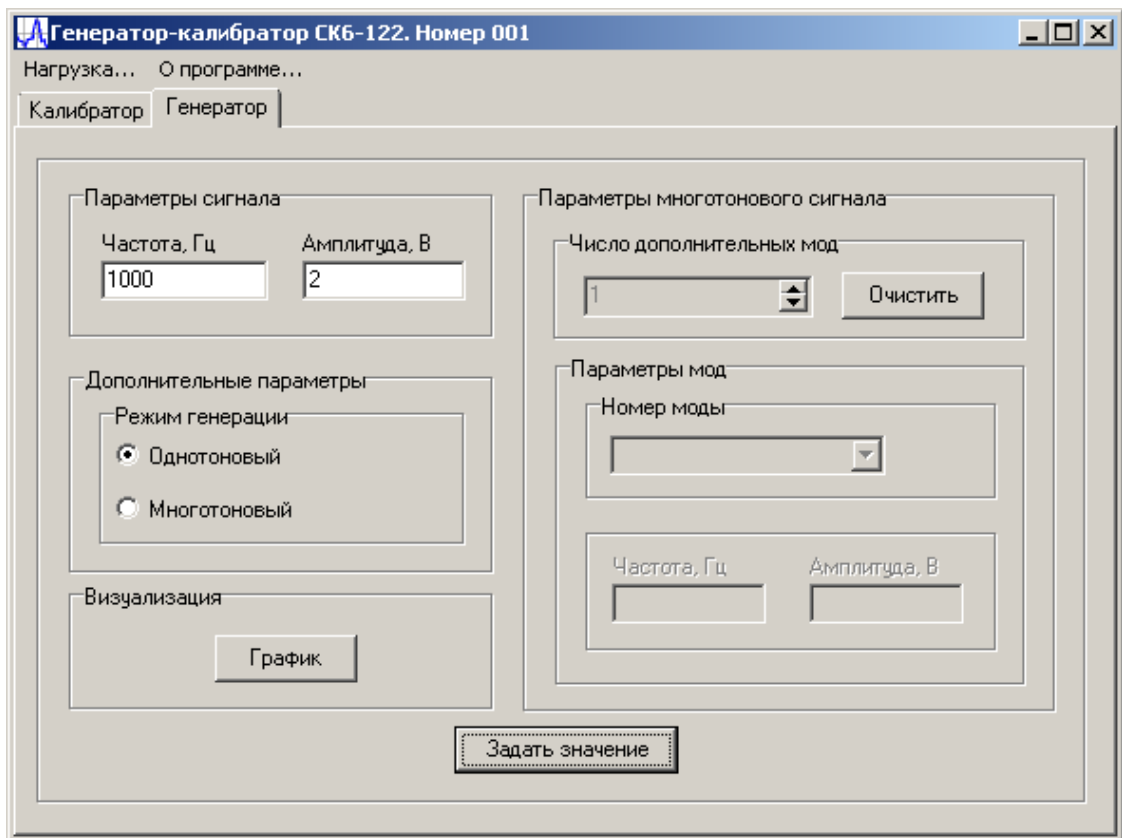 Генератор-калибратор СК6-122. Номер 001
Нагрузка... О программе...
Калибратор Генератор
Параметры сигнала
Частота, Гц Амплитуда, В
1000 2
Дополнительные параметры
Режим генерации
Однотоновый
Многотоновый
Визуализация
График
Параметры многотонового сигнала
Число дополнительных мод
1 Очистить
Параметры мод
Номер моды
Частота, Гц Амплитуда, В
Задать значение